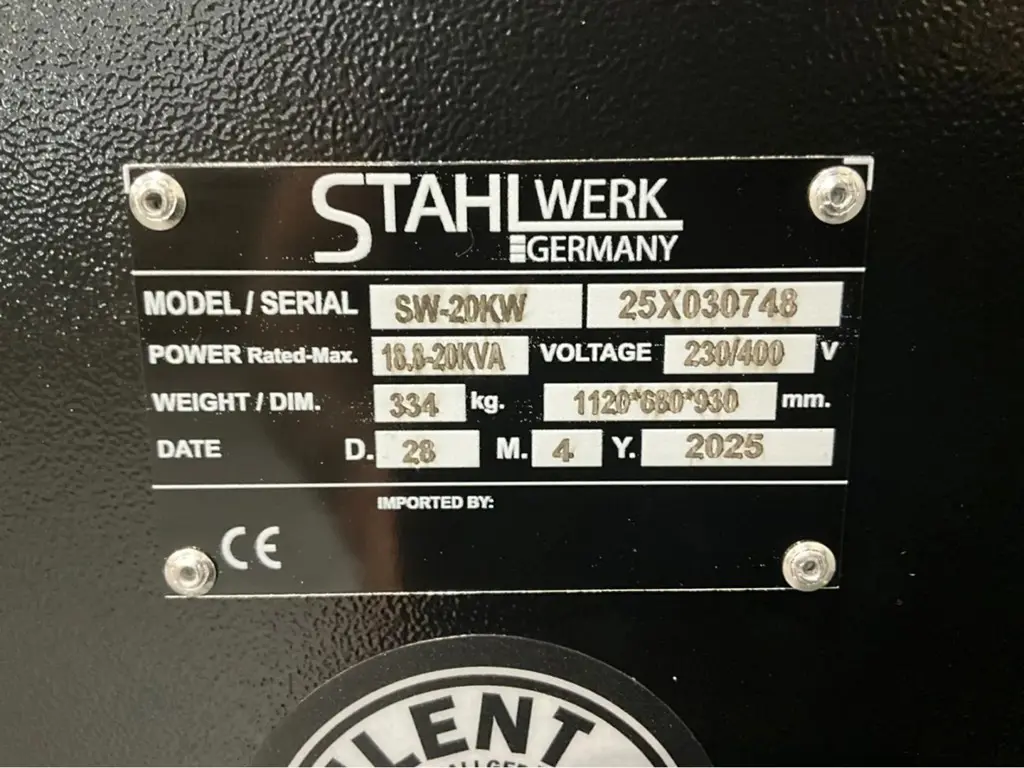 STAHLWERK
GERMANY
MODEL / SERIAL SW-20KW 25X030748
POWER Rated-Max. 18,8-20KVA VOLTAGE 230/400 V
WEIGHT / DIM. 334 kg. 1120*680*930 mm.
DATE D. 28 M. 4 Y. 2025
IMPORTED BY:
CE
LENT